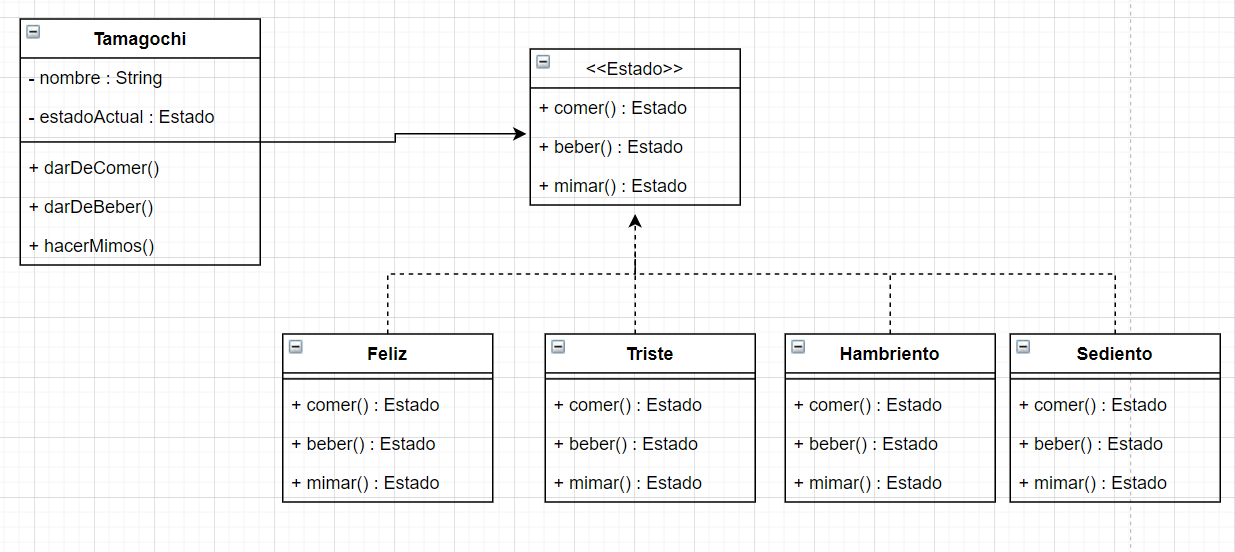 Tamagochi
- nombre : String
- estadoActual : Estado
+ darDeComer()
+ darDeBeber()
+ hacerMimos()
<<Estado>>
+ comer() : Estado
+ beber() : Estado
+ mimar() : Estado
Feliz
+ comer() : Estado
+ beber() : Estado
+ mimar() : Estado
Triste
+ comer() : Estado
+ beber() : Estado
+ mimar() : Estado
Hambriento
+ comer() : Estado
+ beber() : Estado
+ mimar() : Estado
Sediento
+ comer() : Estado
+ beber() : Estado
+ mimar() : Estado